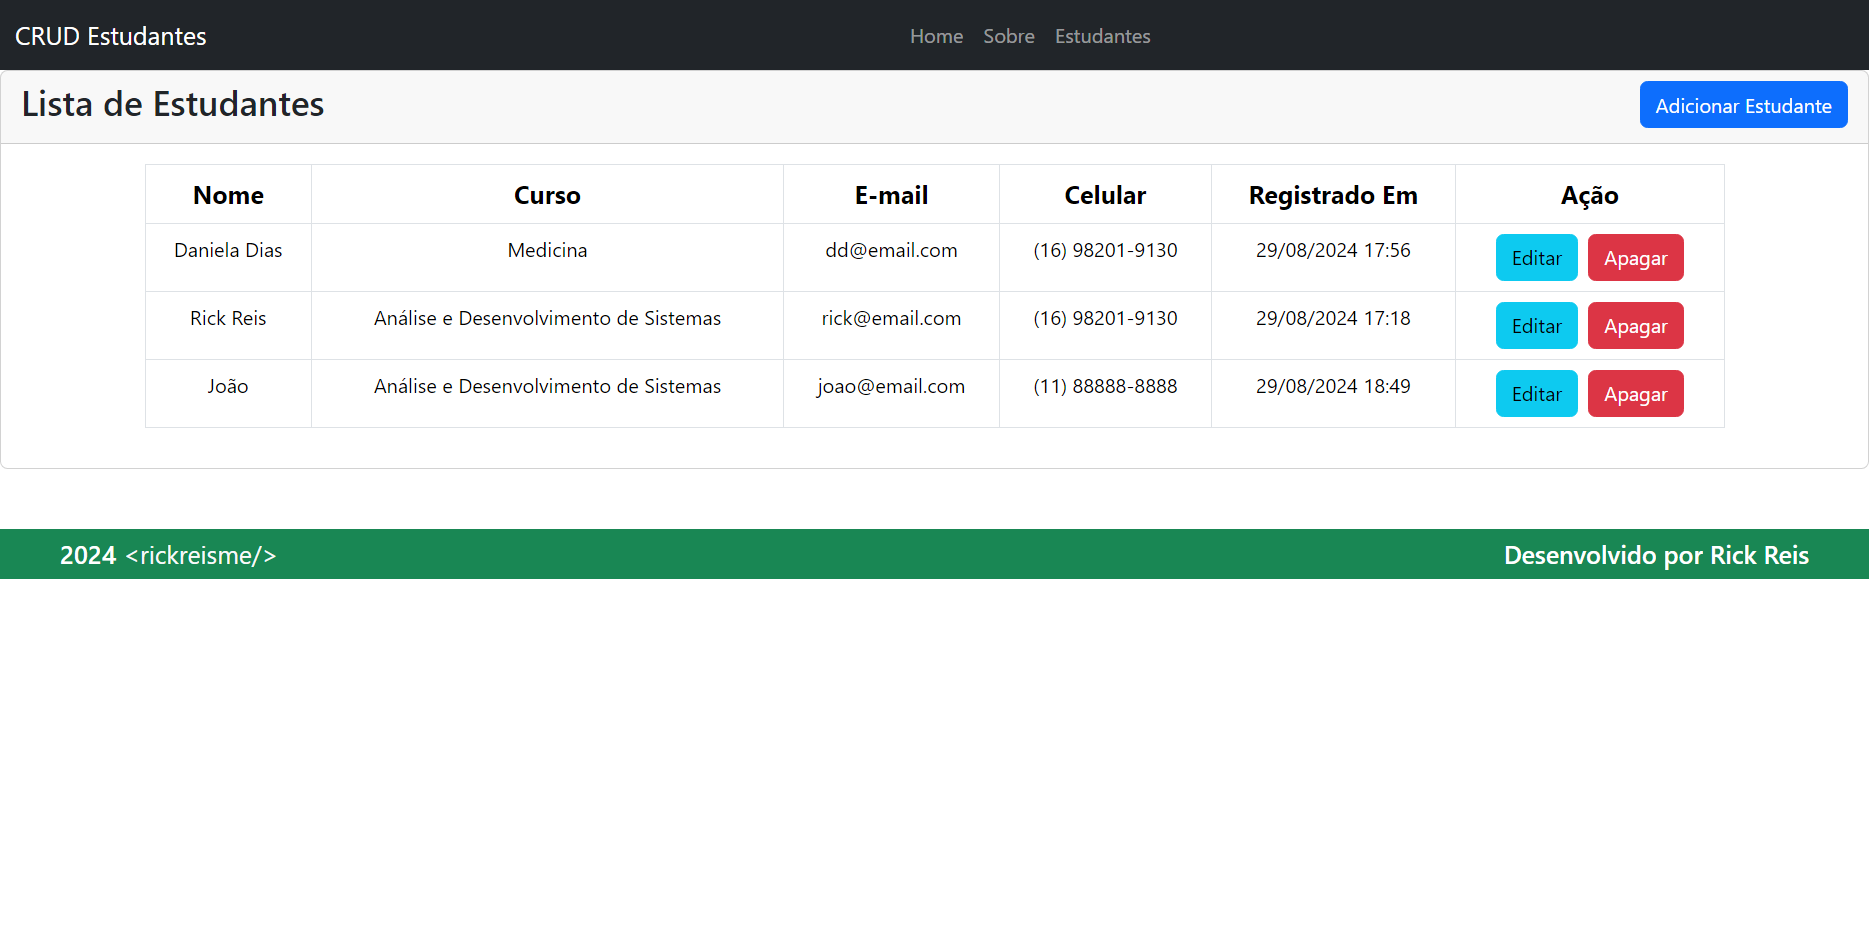 CRUD Estudantes Home Sobre Estudantes
Lista de Estudantes Adicionar Estudante
Nome Curso E-mail Celular Registrado Em Ação
Daniela Dias Medicina dd@email.com (16) 98201-9130 29/08/2024 17:56 Editar Apagar
Rick Reis Análise e Desenvolvimento de Sistemas rick@email.com (16) 98201-9130 29/08/2024 17:18 Editar Apagar
João Análise e Desenvolvimento de Sistemas joao@email.com (11) 88888-8888 29/08/2024 18:49 Editar Apagar
2024 <rickreisme/> Desenvolvido por Rick Reis